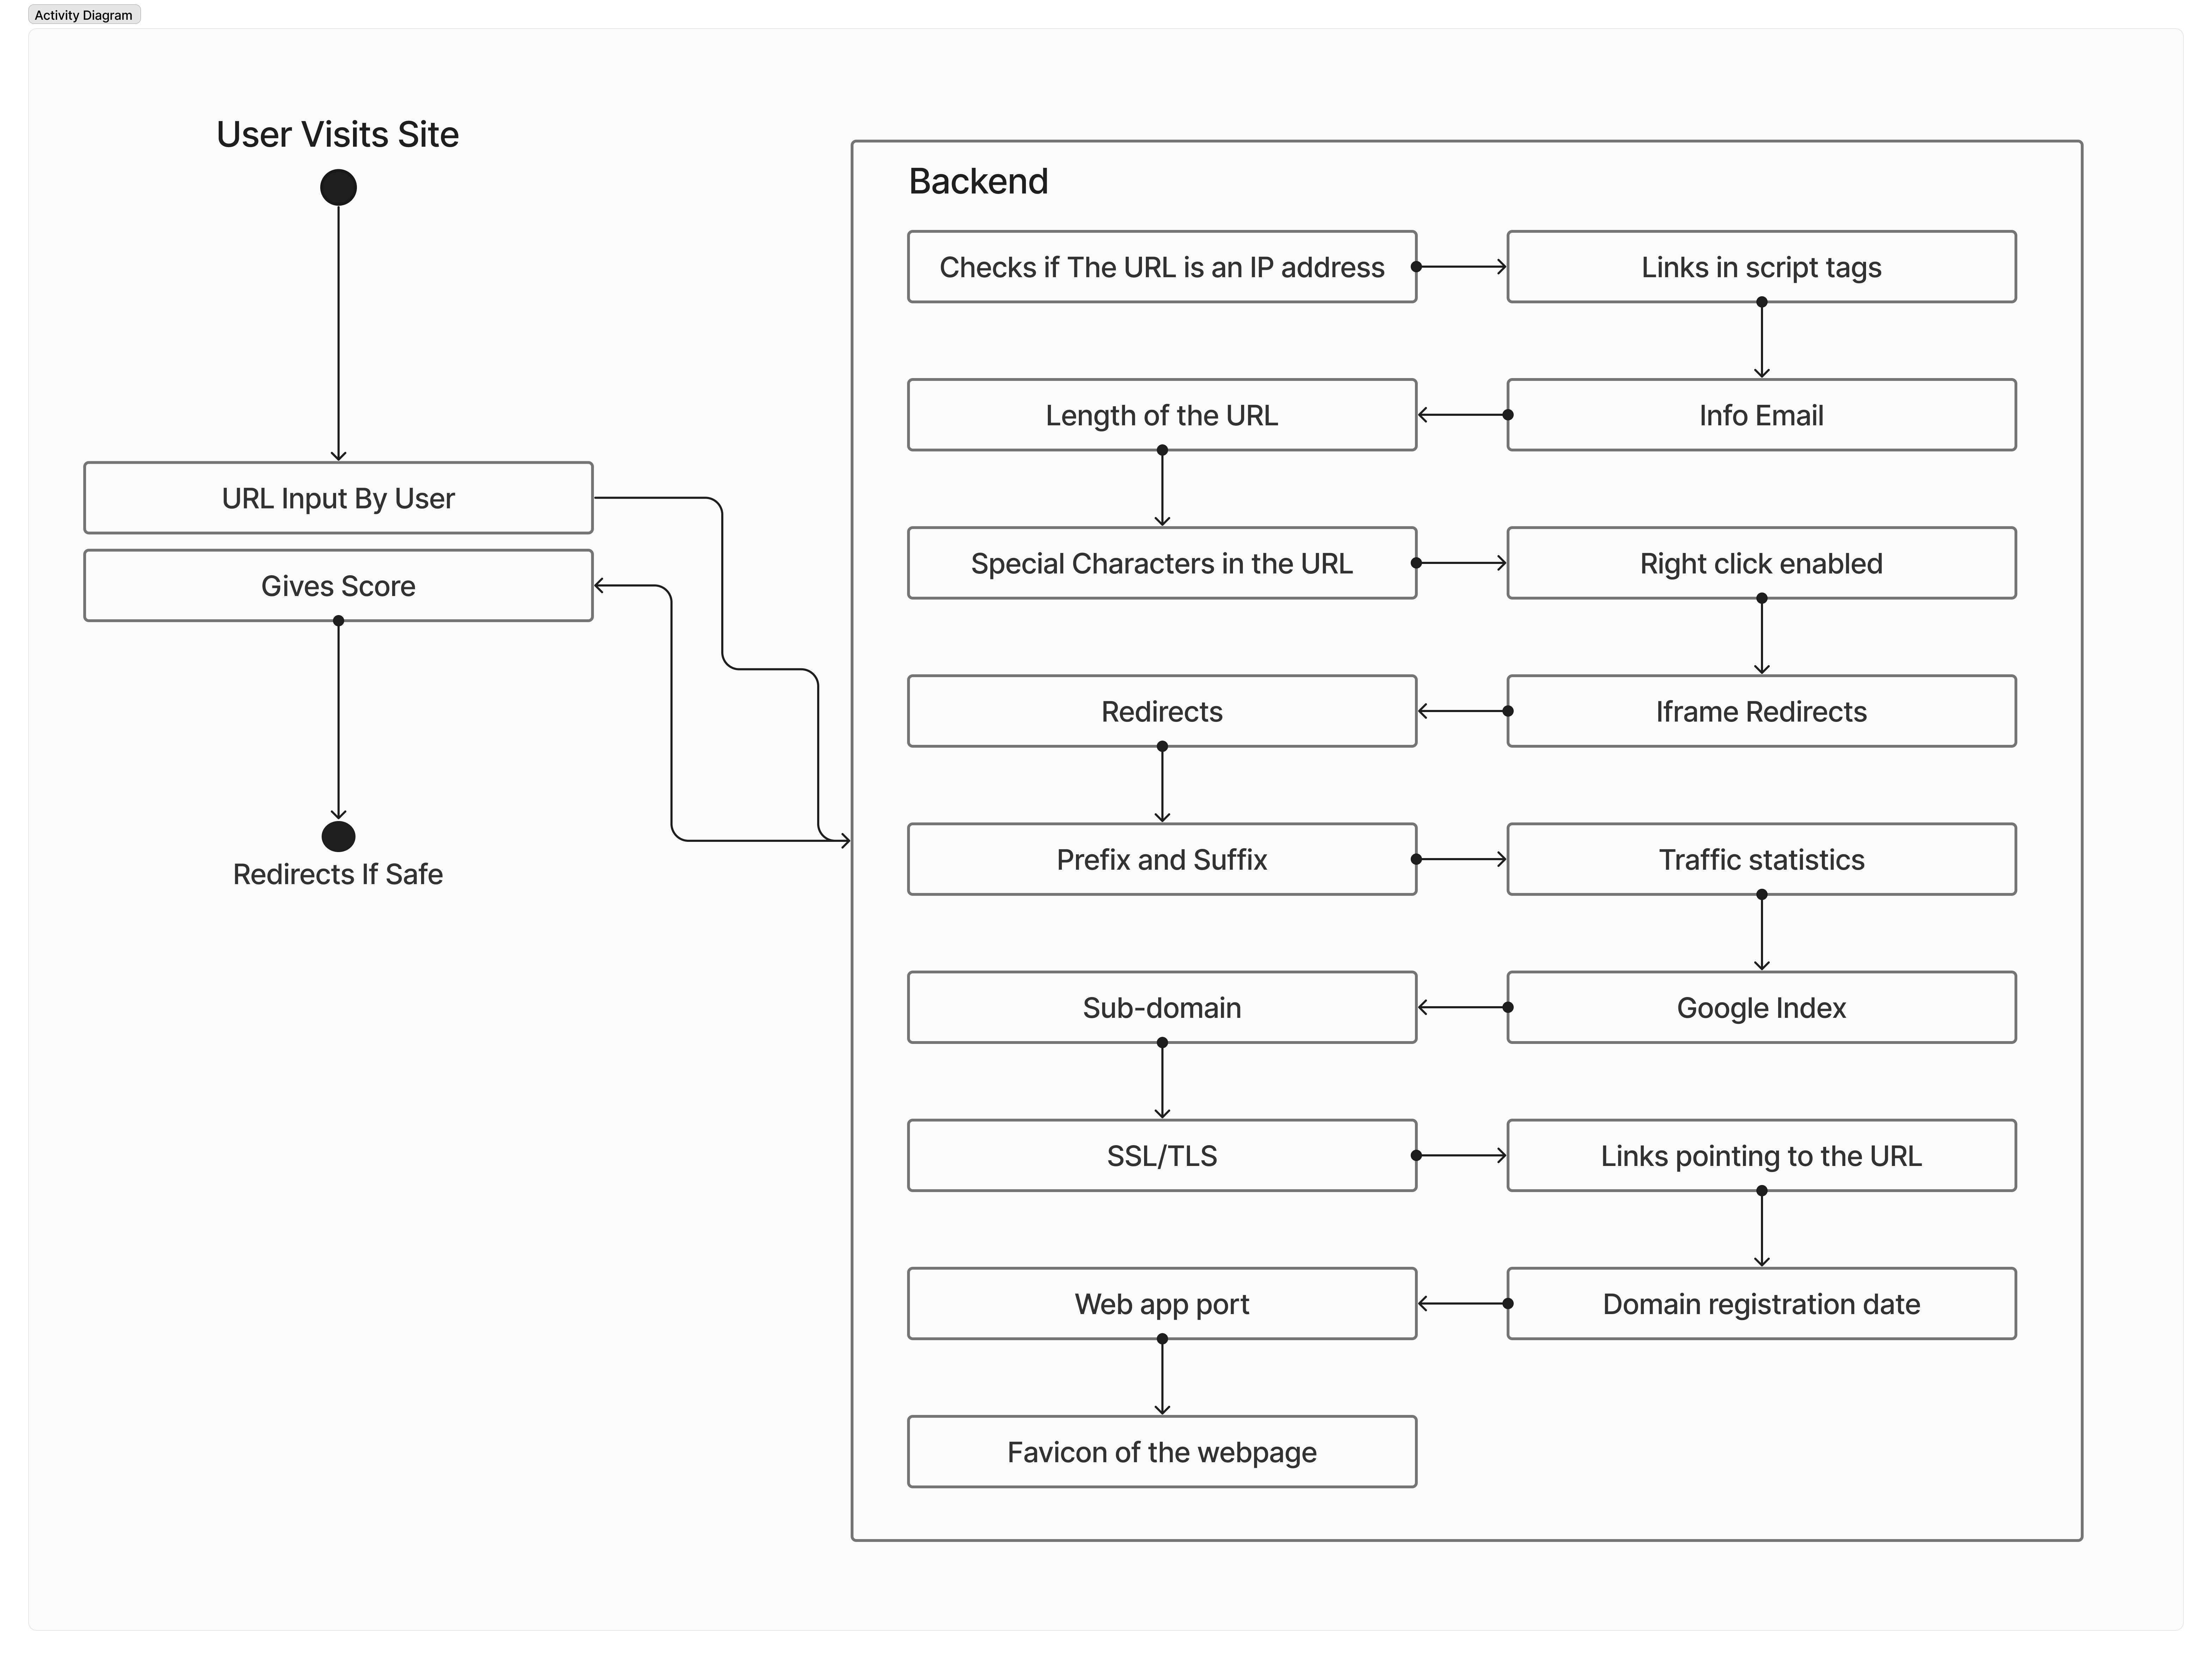 Activity Diagram
User Visits Site
URL Input By User
Gives Score
Redirects If Safe
Backend
Checks if The URL is an IP address
Links in script tags
Length of the URL
Info Email
Special Characters in the URL
Right click enabled
Redirects
Iframe Redirects
Prefix and Suffix
Traffic statistics
Sub-domain
Google Index
SSL/TLS
Links pointing to the URL
Web app port
Domain registration date
Favicon of the webpage